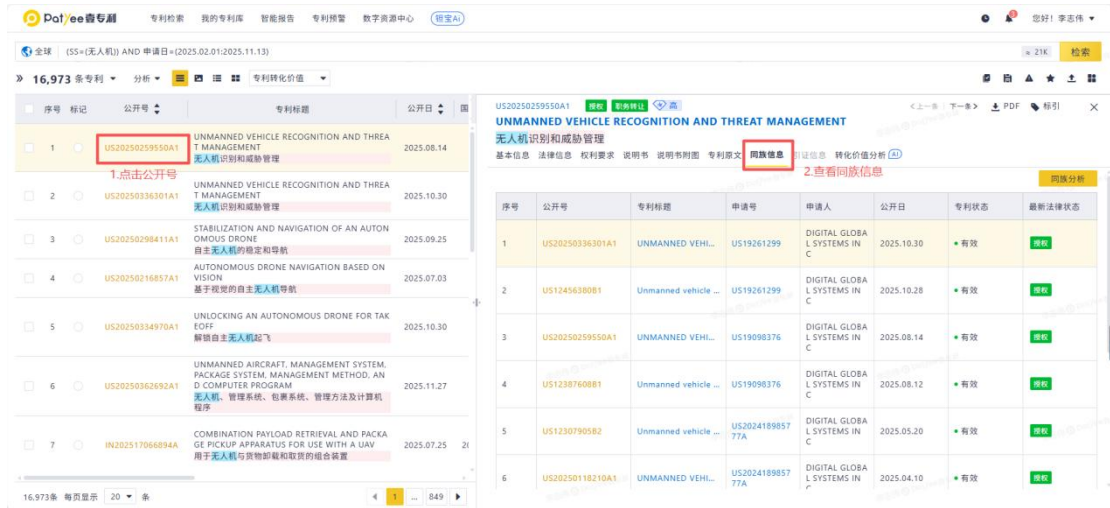 Patyee壹专利 专利检索 我的专利库 智能报告 专利预警 数字资源中心 钽宝Ai 您好！李志伟
全球 (SS=(无人机)) AND 申请日=(2025.02.01:2025.11.13) ≈ 21K 检索
16,973 条专利 分析 专利转化价值
序号 标记 公开号 专利标题 公开日 国
1 US20250259550A1 UNMANNED VEHICLE RECOGNITION AND THREA
T MANAGEMENT
无人机识别和威胁管理 2025.08.14
1.点击公开号
2 US20250336301A1 UNMANNED VEHICLE RECOGNITION AND THREA
T MANAGEMENT
无人机识别和威胁管理 2025.10.30
3 US20250298411A1 STABILIZATION AND NAVIGATION OF AN AUTON
OMOUS DRONE
自主无人机的稳定和导航 2025.09.25
4 US20250216857A1 AUTONOMOUS DRONE NAVIGATION BASED ON
VISION
基于视觉的自主无人机导航 2025.07.03
5 US20250334970A1 UNLOCKING AN AUTONOMOUS DRONE FOR TAK
EOFF
解锁自主无人机起飞 2025.10.30
6 US20250362692A1 UNMANNED AIRCRAFT, MANAGEMENT SYSTEM,
PACKAGE SYSTEM, MANAGEMENT METHOD, AN
D COMPUTER PROGRAM
无人机、管理系统、包裹系统、管理方法及计算机
程序 2025.11.27
7 IN202517066894A COMBINATION PAYLOAD RETRIEVAL AND PACKA
GE PICKUP APPARATUS FOR USE WITH A UAV
用于无人机与货物卸载和取货的组合装置 2025.07.25
16,973条 每页显示 20 条 1 ... 849
US20250259550A1 授权 职务转让 高 <上一条 下一条> PDF 标引
UNMANNED VEHICLE RECOGNITION AND THREAT MANAGEMENT
无人机识别和威胁管理
基本信息 法律信息 权利要求 说明书 说明书附图 专利原文 同族信息 引证信息 转化价值分析 AI
2.查看同族信息
同族分析
序号 公开号 专利标题 申请号 申请人 公开日 专利状态 最新法律状态
1 US20250336301A1 UNMANNED VEHI... US19261299 DIGITAL GLOBA
L SYSTEMS IN
C 2025.10.30 有效 授权
2 US12456380B1 Unmanned vehicle ... US19261299 DIGITAL GLOBA
L SYSTEMS IN
C 2025.10.28 有效 授权
3 US20250259550A1 UNMANNED VEHI... US19098376 DIGITAL GLOBA
L SYSTEMS IN
C 2025.08.14 有效 授权
4 US12387608B1 Unmanned vehicle ... US19098376 DIGITAL GLOBA
L SYSTEMS IN
C 2025.08.12 有效 授权
5 US12307905B2 Unmanned vehicle ... US2024189857
77A DIGITAL GLOBA
L SYSTEMS IN
C 2025.05.20 有效 授权
6 US20250118210A1 UNMANNED VEHI... US2024189857
77A DIGITAL GLOBA
L SYSTEMS IN
2025.04.10 有效 授权